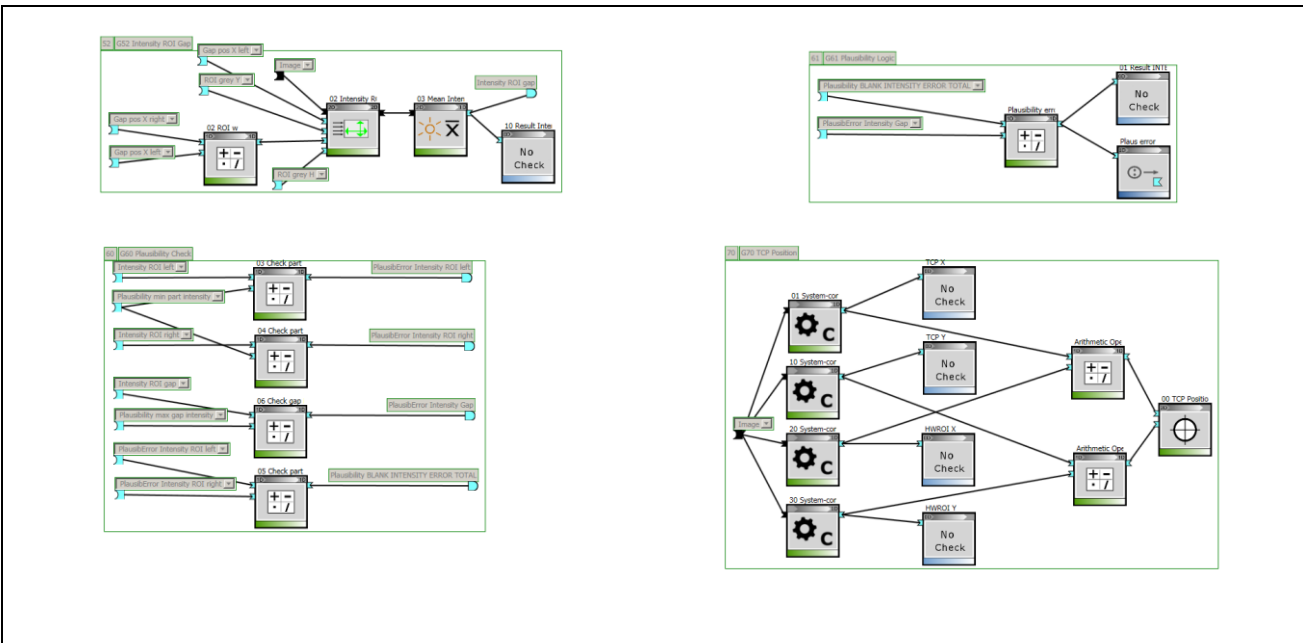 52 G52 Intensity ROI Gap
Gap pos X left
Image
ROI grey Y
Intensity ROI gap
02 Intensity R
03 Mean Inten
Gap pos X right
02 ROI w
10 Result Inte
Gap pos X left
No
Check
ROI grey H
61 G61 Plausibility Logic
01 Result INTE
Plausibility BLANK INTENSITY ERROR TOTAL
No
Check
Plausibility err
PlausibError Intensity Gap
Plaus error
60 G60 Plausibility Check
03 Check part
Intensity ROI left
PlausibError Intensity ROI left
Plausibility min part intensity
04 Check part
Intensity ROI right
PlausibError Intensity ROI right
Intensity ROI gap
06 Check gap
PlausibError Intensity Gap
Plausibility max gap intensity
PlausibError Intensity ROI left
05 Check part
Plausibility BLANK INTENSITY ERROR TOTAL
PlausibError Intensity ROI right
70 G70 TCP Position
TCP X
No
Check
01 System-cor
C
TCP Y
No
Check
Arithmetic Ope
10 System-cor
C
00 TCP Positio
Image
20 System-cor
C
HWROI X
No
Check
Arithmetic Ope
30 System-cor
C
HWROI Y
No
Check